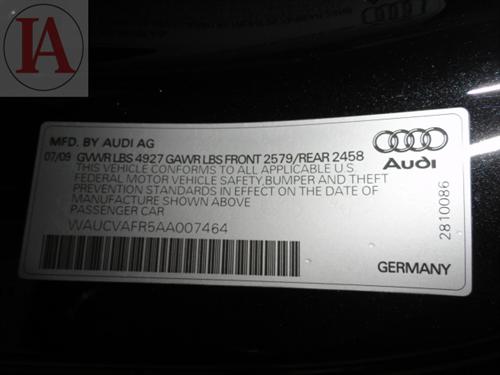 IA
MFD. BY AUDI AG
07/09 GVWR LBS 4927 GAWR LBS FRONT 2579/REAR 2458
THIS VEHICLE CONFORMS TO ALL APPLICABLE U.S
FEDERAL MOTOR VEHICLE SAFETY,BUMPER AND THEFT
PREVENTION STANDARDS IN EFFECT ON THE DATE OF
MANUFACTURE SHOWN ABOVE
PASSENGER CAR
WAUCVAFR5AA007464
Audi
2810086
GERMANY